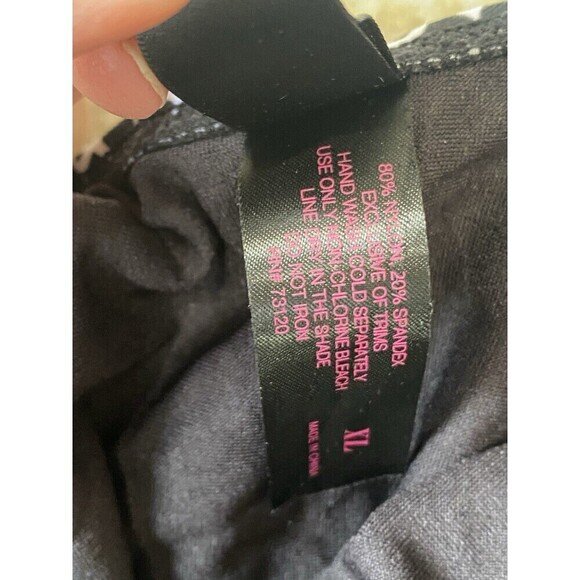 80% NYLON, 20% SPANDEX
EXCLUSIVE OF TRIMS
HAND WASH COLD SEPARATELY
USE ONLY NON CHLORINE BLEACH
LINE DRY IN THE SHADE
DO NOT IRON
RN# 73120
XL
MADE IN CHINA